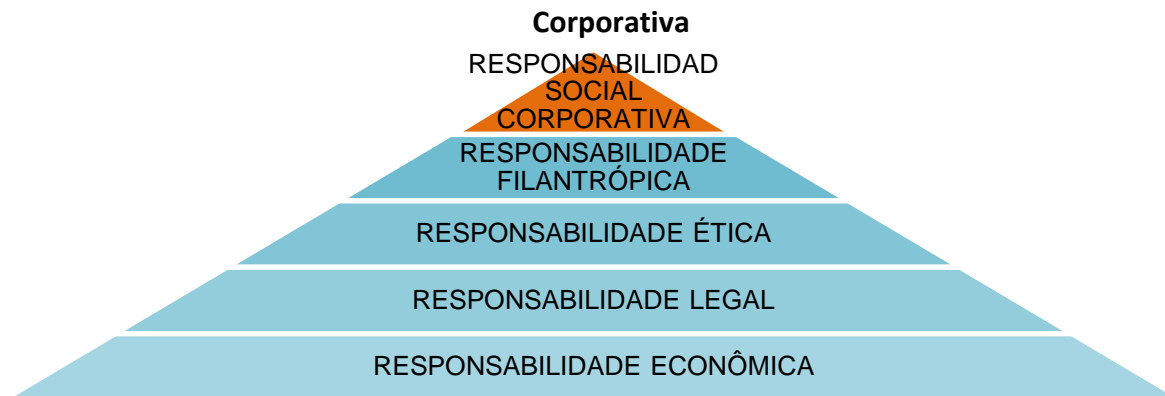 Corporativa
RESPONSABILIDAD
SOCIAL
CORPORATIVA
RESPONSABILIDADE
FILANTRÓPICA
RESPONSABILIDADE ÉTICA
RESPONSABILIDADE LEGAL
RESPONSABILIDADE ECONÔMICA